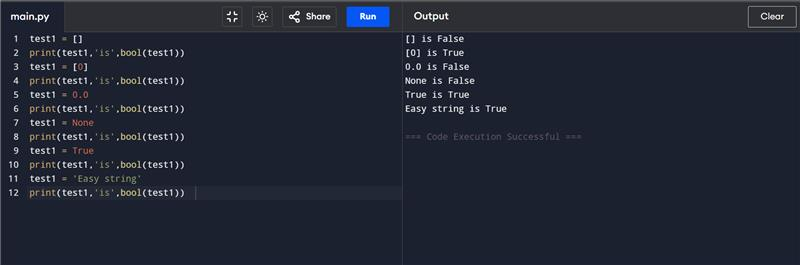 main.py Share Run Output Clear
1 test1 = []
2 print(test1,'is',bool(test1))
3 test1 = [0]
4 print(test1,'is',bool(test1))
5 test1 = 0.0
6 print(test1,'is',bool(test1))
7 test1 = None
8 print(test1,'is',bool(test1))
9 test1 = True
10 print(test1,'is',bool(test1))
11 test1 = 'Easy string'
12 print(test1,'is',bool(test1))
[] is False
[0] is True
0.0 is False
None is False
True is True
Easy string is True
=== Code Execution Successful ===